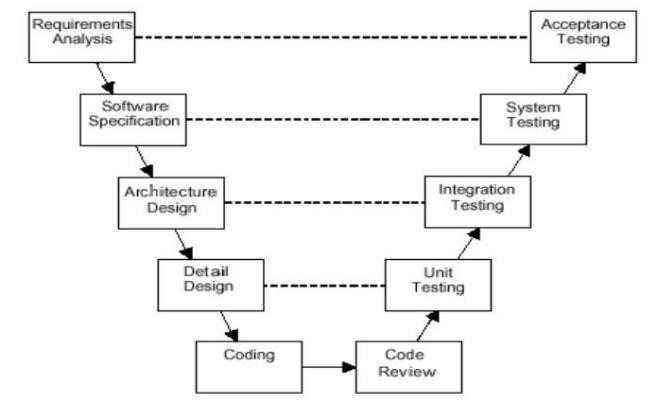 Requirements
Analysis
Acceptance
Testing
Software
Specification
System
Testing
Architecture
Design
Integration
Testing
Detail
Design
Unit
Testing
Coding
Code
Review